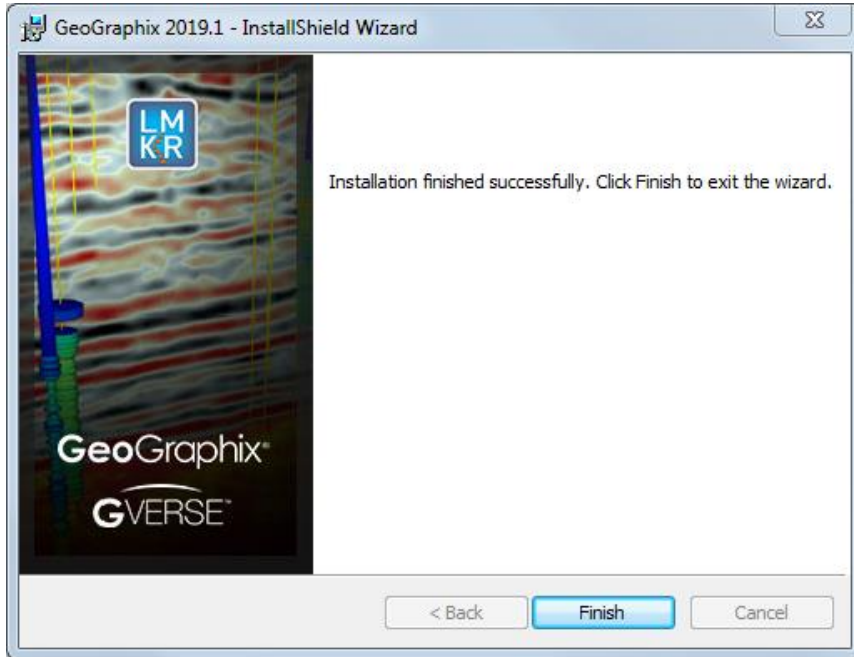 GeoGraphix 2019.1 - InstallShield Wizard
LM
KR
Installation finished successfully. Click Finish to exit the wizard.
GeoGraphix®
GVERSE™
< Back
Finish
Cancel